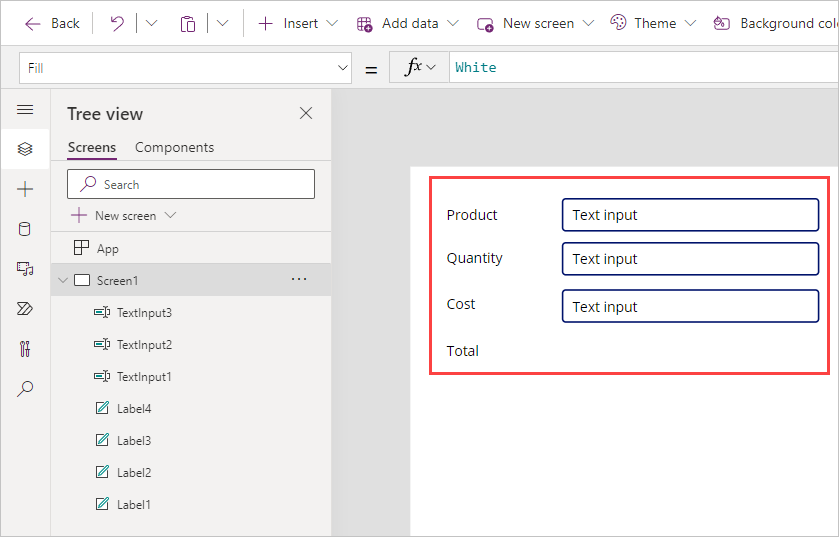 Back Insert Add data New screen Theme Background colo
Fill = fx White
Tree view
Screens Components
Search
New screen
App
Screen1 ...
TextInput3
TextInput2
TextInput1
Label4
Label3
Label2
Label1
Product Text input
Quantity Text input
Cost Text input
Total